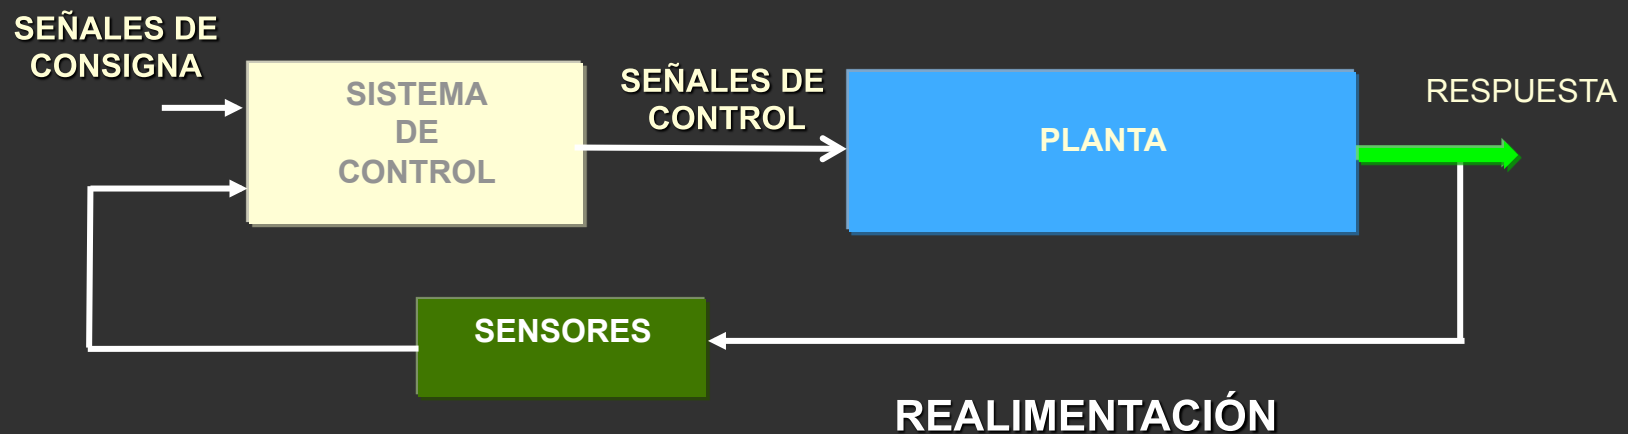 SEÑALES DE
CONSIGNA
SISTEMA
DE
CONTROL
SEÑALES DE
CONTROL
PLANTA
RESPUESTA
SENSORES
REALIMENTACIÓN